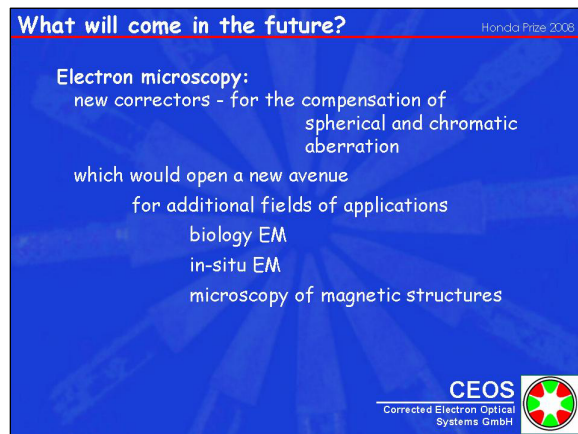 What will come in the future?
Honda Prize 2008
Electron microscopy:
new correctors - for the compensation of
spherical and chromatic
aberration
which would open a new avenue
for additional fields of applications
biology EM
in-situ EM
microscopy of magnetic structures
CEOS
Corrected Electron Optical
Systems GmbH